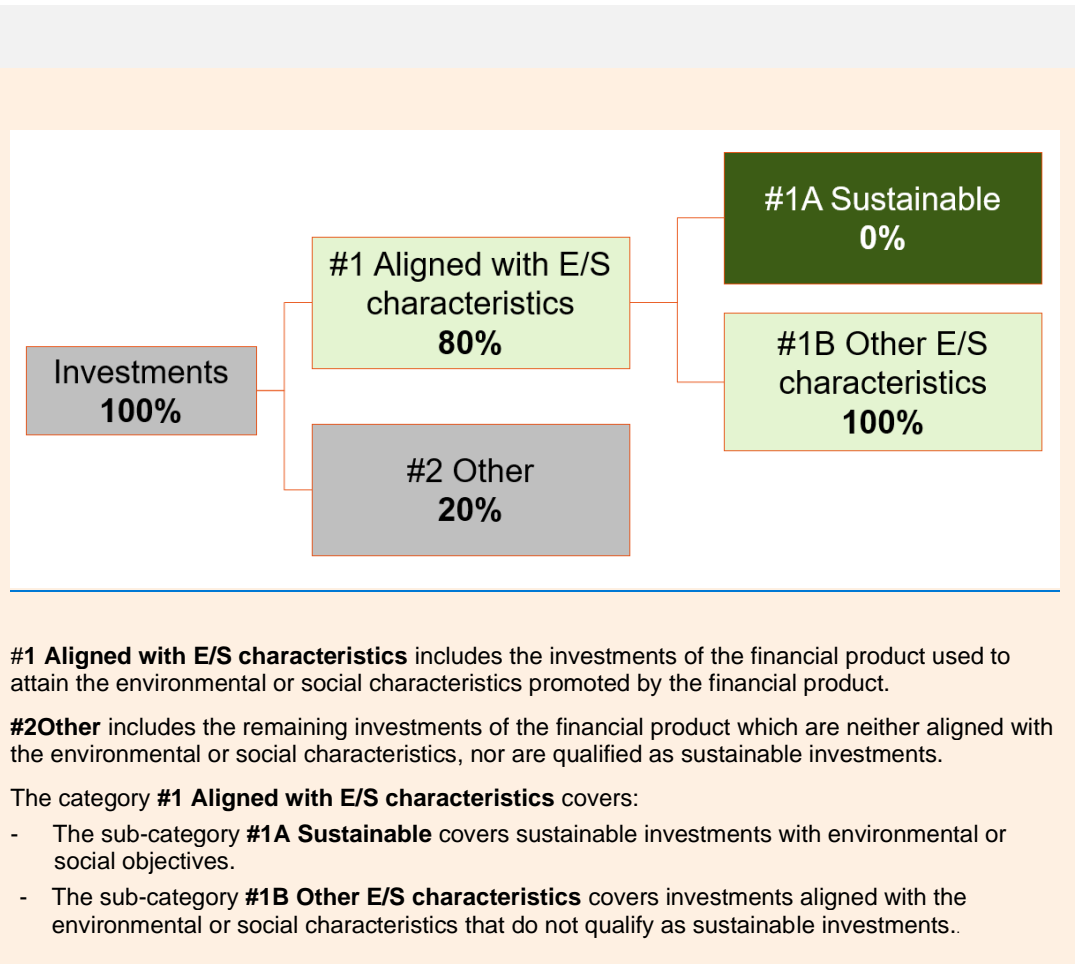 #1A Sustainable
0%
#1 Aligned with E/S
characteristics
80%
#1B Other E/S
characteristics
100%
Investments
100%
#2 Other
20%
#1 Aligned with E/S characteristics includes the investments of the financial product used to
attain the environmental or social characteristics promoted by the financial product.
#2Other includes the remaining investments of the financial product which are neither aligned with
the environmental or social characteristics, nor are qualified as sustainable investments.
The category #1 Aligned with E/S characteristics covers:
- The sub-category #1A Sustainable covers sustainable investments with environmental or
social objectives.
- The sub-category #1B Other E/S characteristics covers investments aligned with the
environmental or social characteristics that do not qualify as sustainable investments..